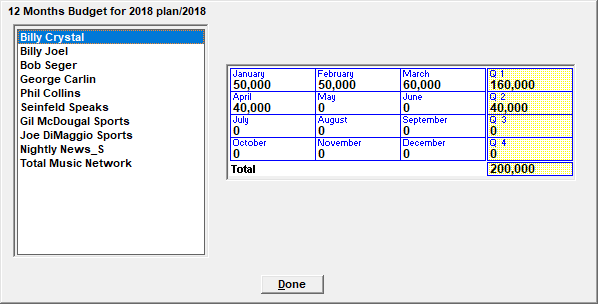 12 Months Budget for 2018 plan/2018
Billy Crystal
Billy Joel
Bob Seger
George Carlin
Phil Collins
Seinfeld Speaks
Gil McDougal Sports
Joe DiMaggio Sports
Nightly News_S
Total Music Network
January February March Q 1
50,000 50,000 60,000 160,000
April May June Q 2
40,000 0 0 40,000
July August September Q 3
0 0 0 0
October November December Q 4
0 0 0 0
Total 200,000
Done